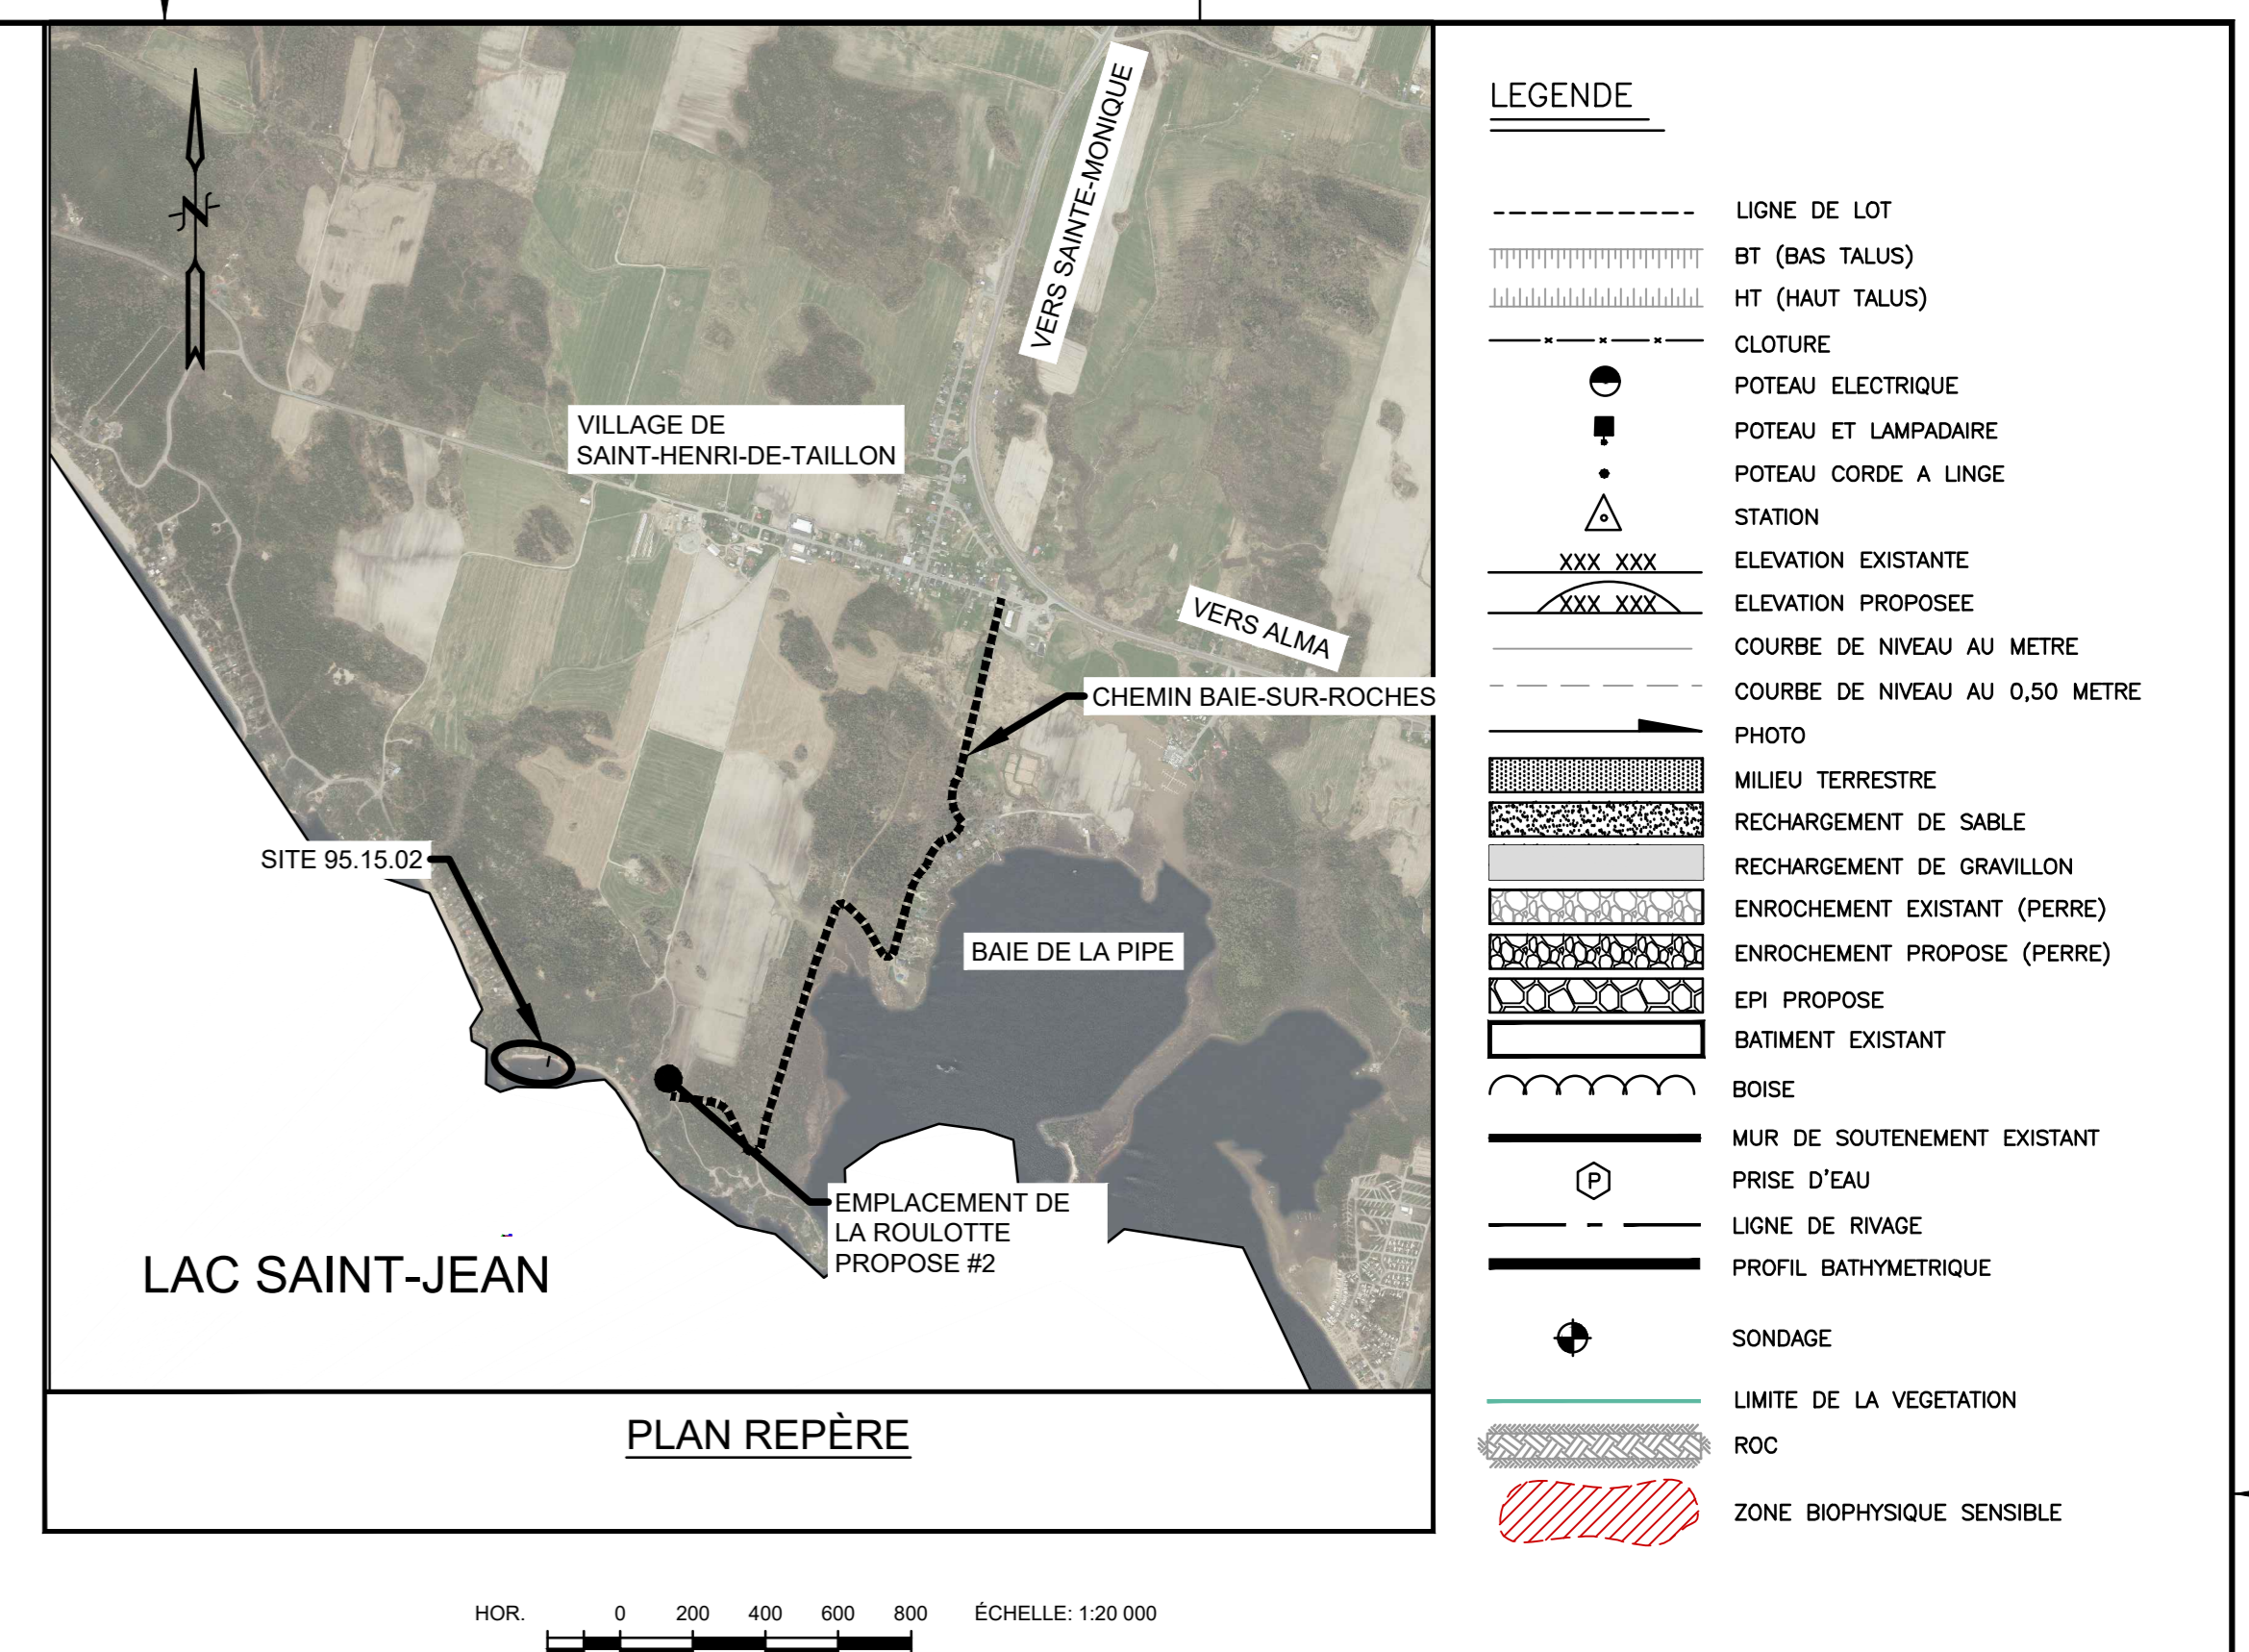 VERS SAINTE-MONIQUE
N
VILLAGE DE
SAINT-HENRI-DE-TAILLON
VERS ALMA
CHEMIN BAIE-SUR-ROCHES
SITE 95.15.02
BAIE DE LA PIPE
EMPLACEMENT DE
LA ROULOTTE
PROPOSE #2
LAC SAINT-JEAN
PLAN REPÈRE
HOR.
0 200 400 600 800
ÉCHELLE: 1:20 000
LEGENDE
LIGNE DE LOT
BT (BAS TALUS)
HT (HAUT TALUS)
CLOTURE
POTEAU ELECTRIQUE
POTEAU ET LAMPADAIRE
POTEAU CORDE A LINGE
STATION
XXX XXX ELEVATION EXISTANTE
XXX XXX ELEVATION PROPOSEE
COURBE DE NIVEAU AU METRE
COURBE DE NIVEAU AU 0,50 METRE
PHOTO
MILIEU TERRESTRE
RECHARGEMENT DE SABLE
RECHARGEMENT DE GRAVILLON
ENROCHEMENT EXISTANT (PERRE)
ENROCHEMENT PROPOSE (PERRE)
EPI PROPOSE
BATIMENT EXISTANT
BOISE
MUR DE SOUTENEMENT EXISTANT
P PRISE D'EAU
LIGNE DE RIVAGE
PROFIL BATHYMETRIQUE
SONDAGE
LIMITE DE LA VEGETATION
ROC
ZONE BIOPHYSIQUE SENSIBLE